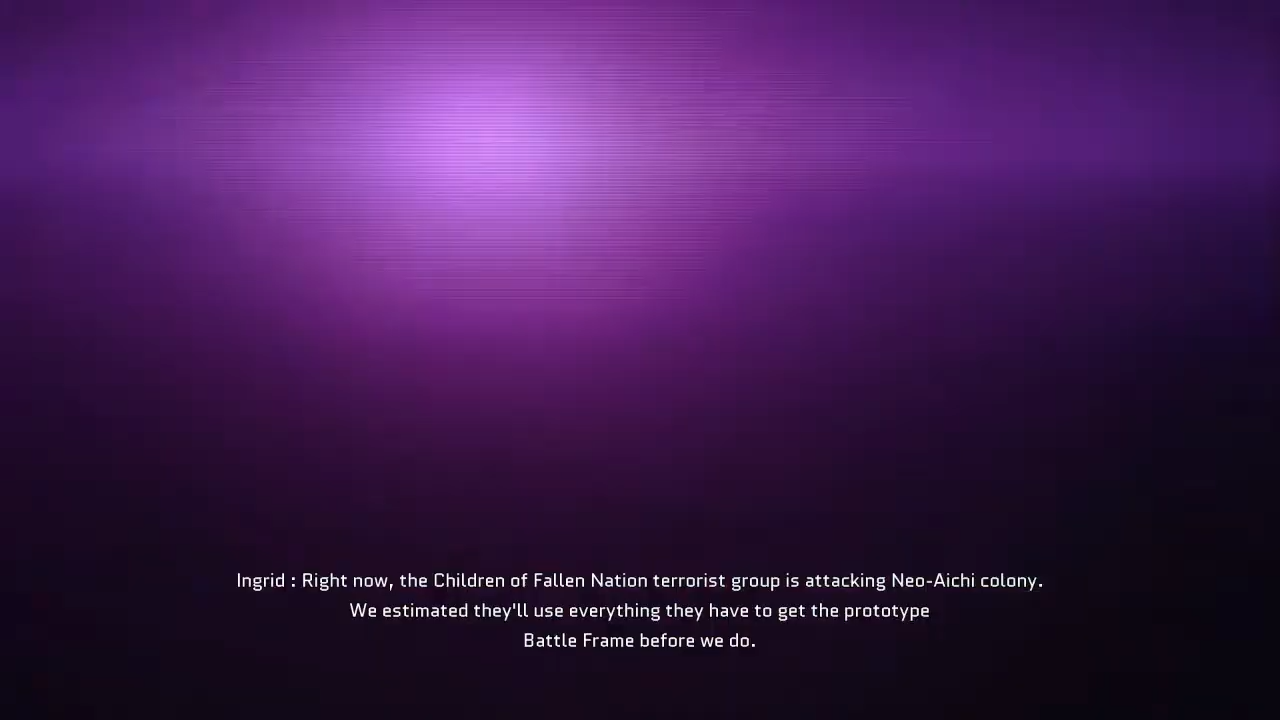 Ingrid : Right now, the Children of Fallen Nation terrorist group is attacking Neo-Aichi colony.
We estimated they'll use everything they have to get the prototype
Battle Frame before we do.